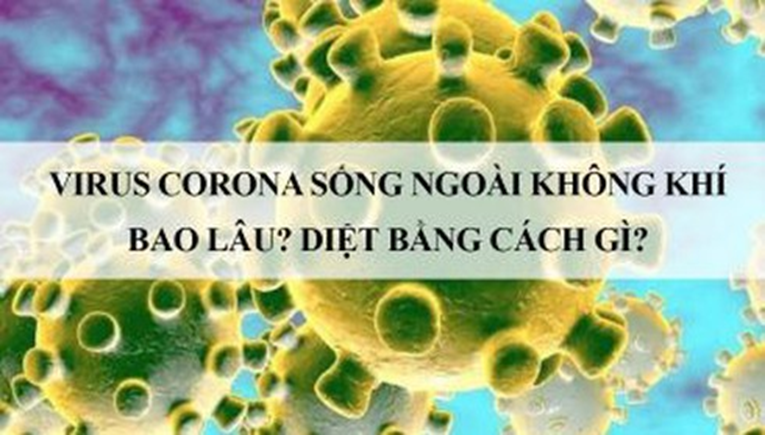 VIRUS CORONA SỐNG NGOÀI KHÔNG KHÍ
BAO LÂU? DIỆT BẰNG CÁCH GÌ?